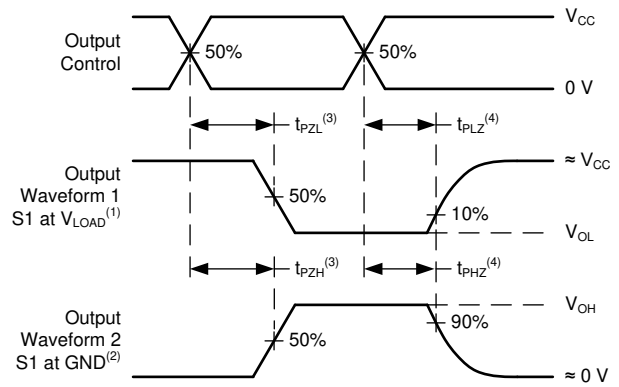 Output
Control
50%
50%
V_CC
0 V
t_PZL^(3)
t_PLZ^(4)
Output
Waveform 1
S1 at V_LOAD^(1)
50%
10%
≈ V_CC
V_OL
t_PZH^(3)
t_PHZ^(4)
Output
Waveform 2
S1 at GND^(2)
50%
90%
V_OH
≈ 0 V